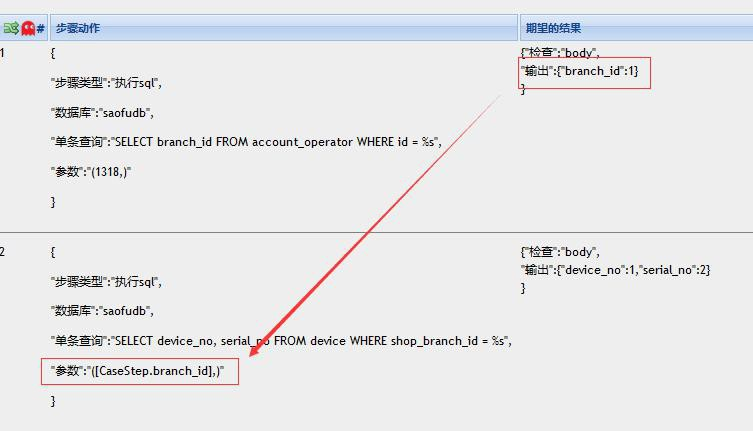 # 步骤动作 期望的结果
1 { {"检查":"body",
"步骤类型":"执行sql", "输出":{"branch_id":1}
}
"数据库":"saofudb",
"单条查询":"SELECT branch_id FROM account_operator WHERE id = %s",
"参数":"(1318,)"
}
2 { {"检查":"body",
"步骤类型":"执行sql", "输出":{"device_no":1,"serial_no":2}
}
"数据库":"saofudb",
"单条查询":"SELECT device_no, serial_no FROM device WHERE shop_branch_id = %s",
"参数":"([CaseStep.branch_id],)"
}